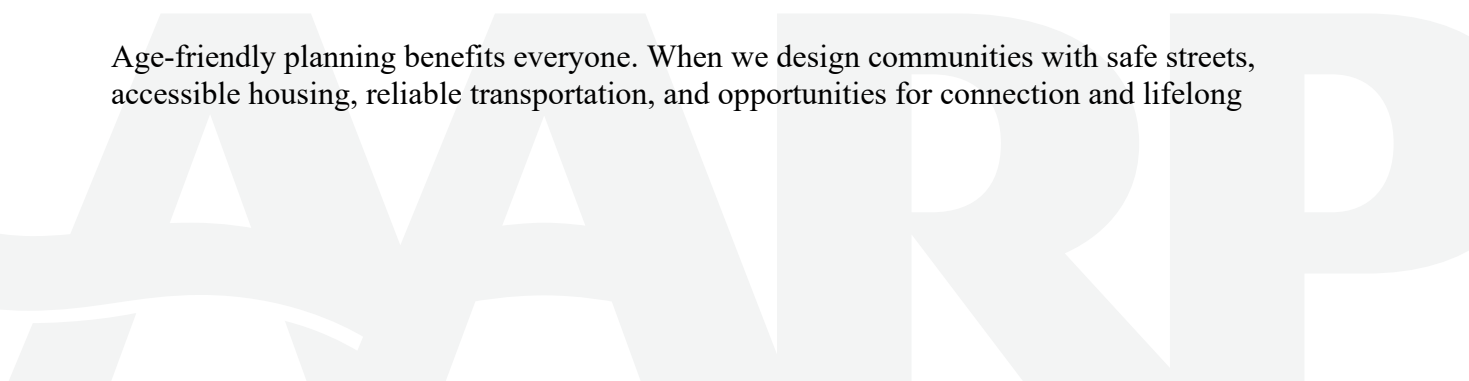 Age-friendly planning benefits everyone. When we design communities with safe streets,
accessible housing, reliable transportation, and opportunities for connection and lifelong
AARP